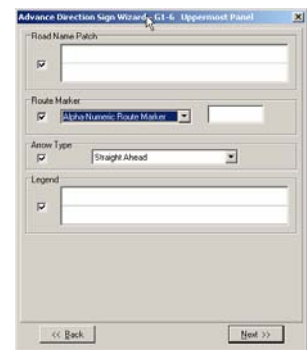 Advance Direction Sign Wizard - G1-6 Uppermost Panel
Road Name Patch
Route Marker
Alpha-Numeric Route Marker
Arrow Type
Straight Ahead
Legend
<< Back
Next >>